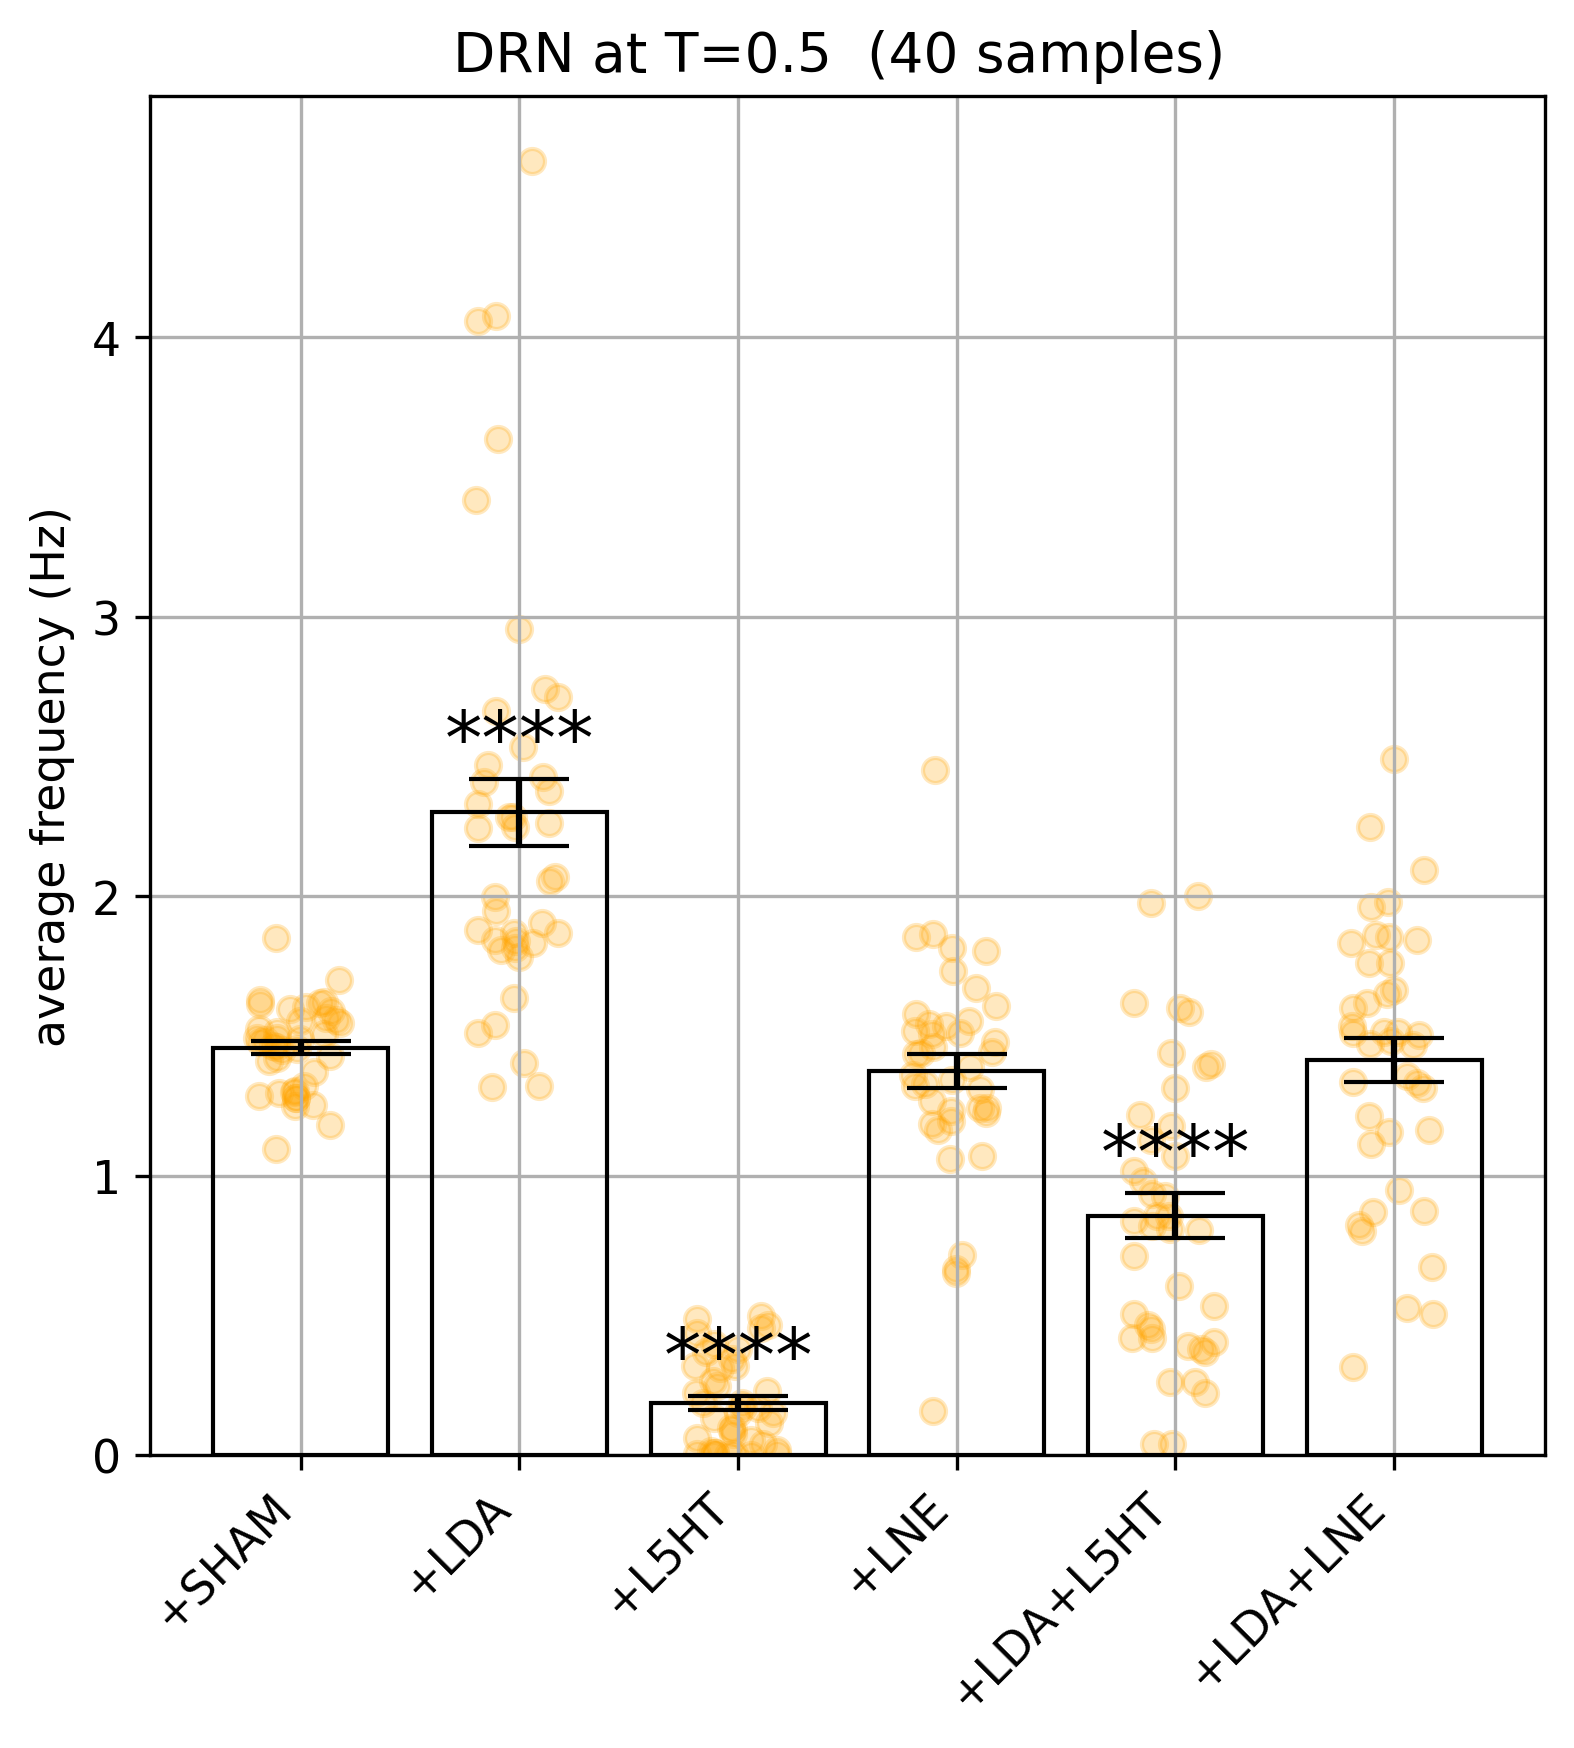 DRN at T=0.5  (40 samples)
average frequency (Hz)
4
3
2
1
0
****
****
****
+SHAM
+LDA
+L5HT
+LNE
+LDA+L5HT
+LDA+LNE